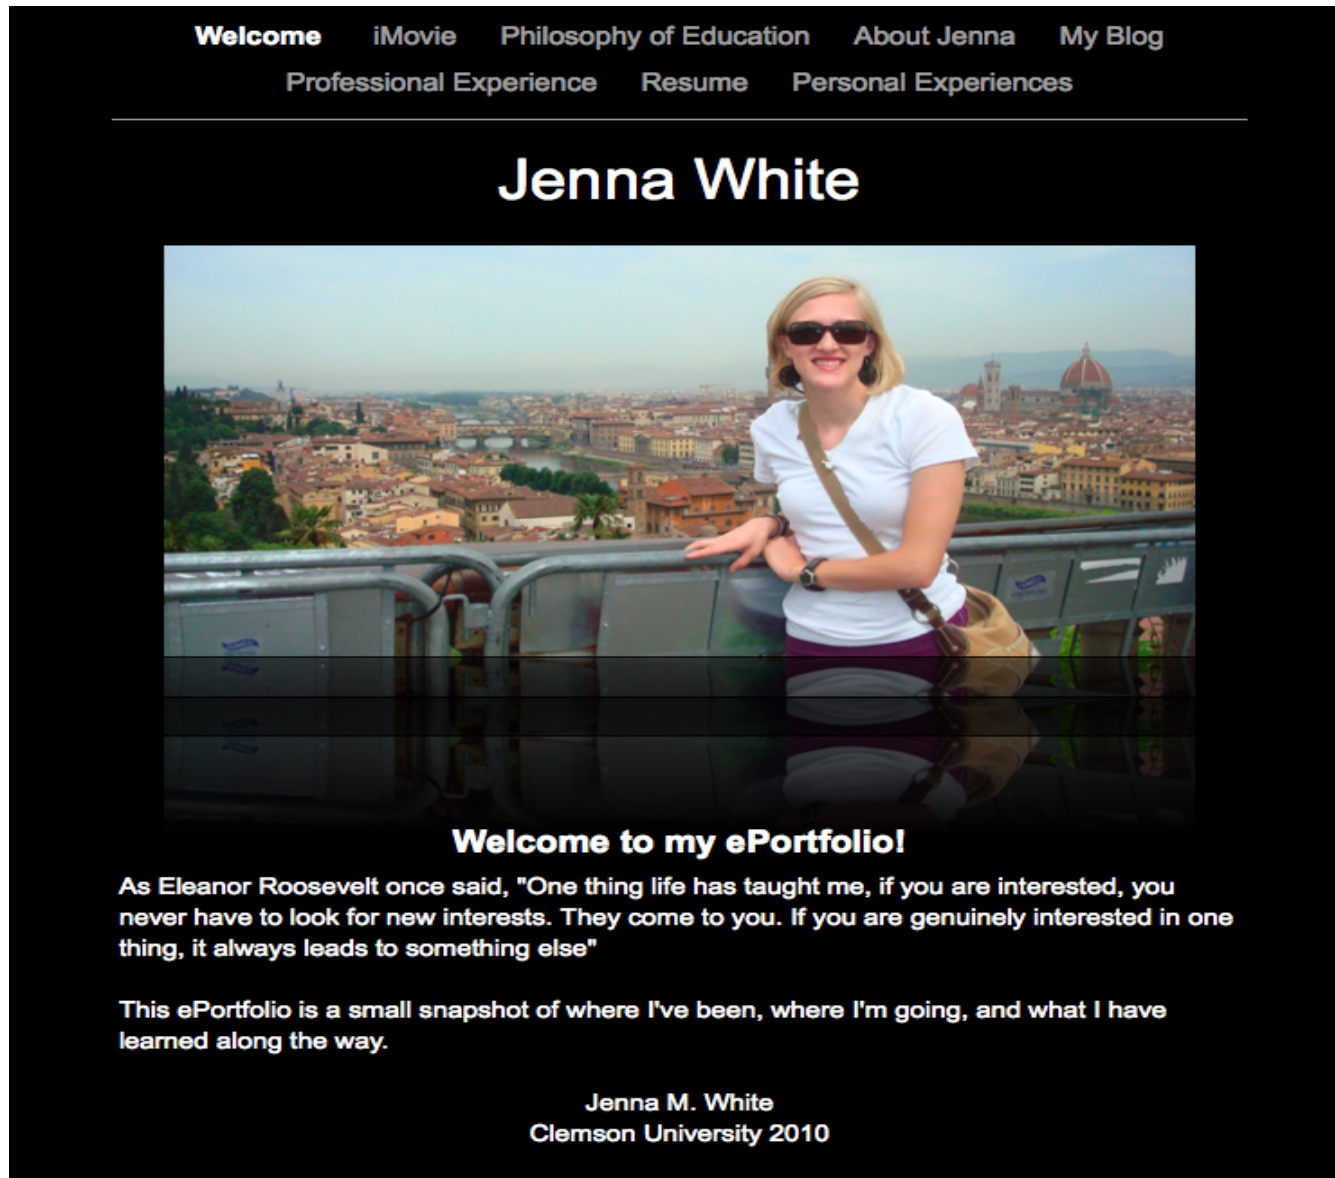 Welcome iMovie Philosophy of Education About Jenna My Blog
Professional Experience Resume Personal Experiences
Jenna White
Welcome to my ePortfolio!
As Eleanor Roosevelt once said, "One thing life has taught me, if you are interested, you
never have to look for new interests. They come to you. If you are genuinely interested in one
thing, it always leads to something else"
This ePortfolio is a small snapshot of where I've been, where I'm going, and what I have
learned along the way.
Jenna M. White
Clemson University 2010